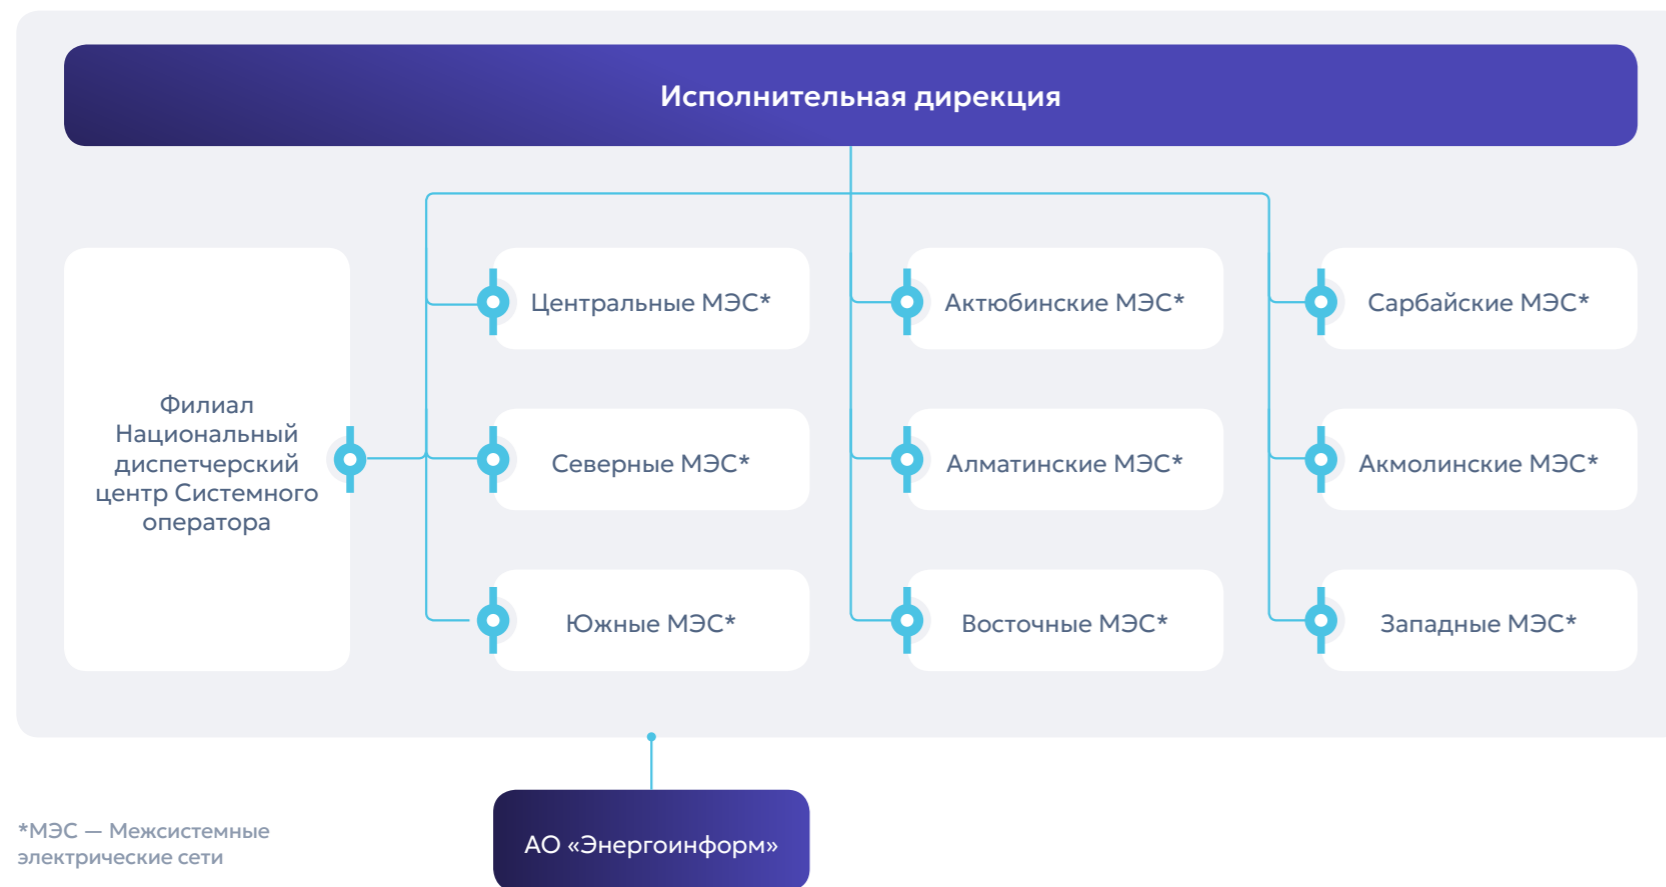 Исполнительная дирекция
Филиал
Национальный
диспетчерский
центр Системного
оператора
Центральные МЭС*
Актюбинские МЭС*
Сарбайские МЭС*
Северные МЭС*
Алматинские МЭС*
Акмолинские МЭС*
Южные МЭС*
Восточные МЭС*
Западные МЭС*
АО «Энергоинформ»
*МЭС — Межсистемные
электрические сети